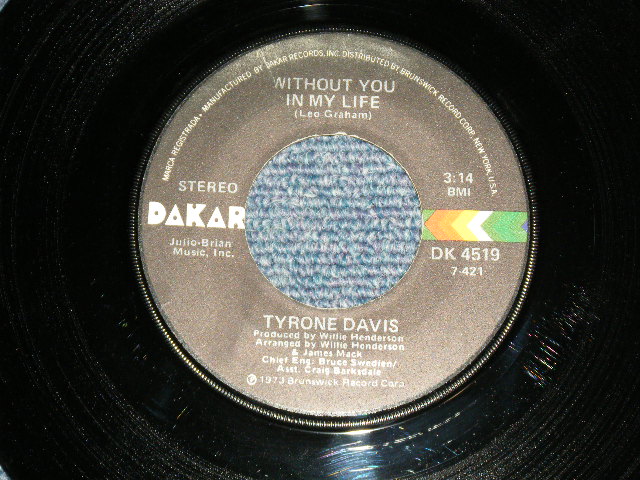 MARCA REGISTRADA • MANUFACTURED BY DAKAR RECORDS, INC. DISTRIBUTED BY BRUNSWICK RECORD CORP. NEW YORK, U.S.A.
WITHOUT YOU
IN MY LIFE
(Leo Graham)
STEREO
3:14
BMI
DAKAR
Julio-Brian
Music, Inc.
DK 4519
7-421
TYRONE DAVIS
Produced by Willie Henderson
Arranged by Willie Henderson
& James Mack
Chief Eng: Bruce Swedien/
Asst. Craig Barksdale
℗ 1973 Brunswick Record Corp.